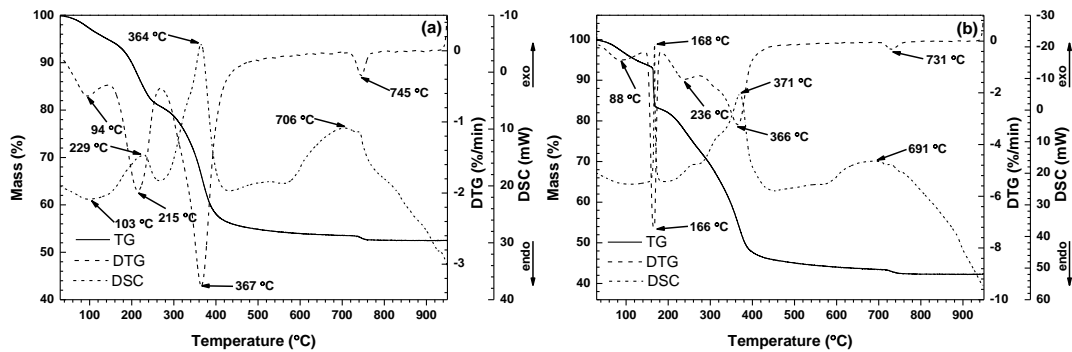 (a)
100
90
80
70
60
50
40
Mass (%)
100 200 300 400 500 600 700 800 900
Temperature (ºC)
0
-1
-2
-3
DTG (%/min)
-10
0
10
20
30
40
DSC (mW)
exo
endo
364 ºC
94 ºC
229 ºC
103 ºC
215 ºC
367 ºC
706 ºC
745 ºC
TG
DTG
DSC
(b)
100
90
80
70
60
50
40
Mass (%)
100 200 300 400 500 600 700 800 900
Temperature (ºC)
0
-2
-4
-6
-8
-10
DTG (%/min)
-30
-20
-10
0
10
20
30
40
50
60
DSC (mW)
exo
endo
168 ºC
88 ºC
236 ºC
371 ºC
366 ºC
166 ºC
691 ºC
731 ºC
TG
DTG
DSC